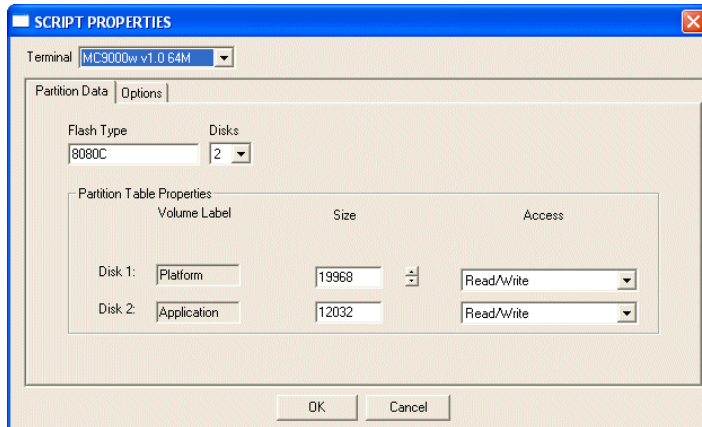 SCRIPT PROPERTIES
Terminal MC9000w v1.0 64M
Partition Data Options
Flash Type Disks
8080C 2
Partition Table Properties
Volume Label Size Access
Disk 1: Platform 19968 Read/Write
Disk 2: Application 12032 Read/Write
OK Cancel